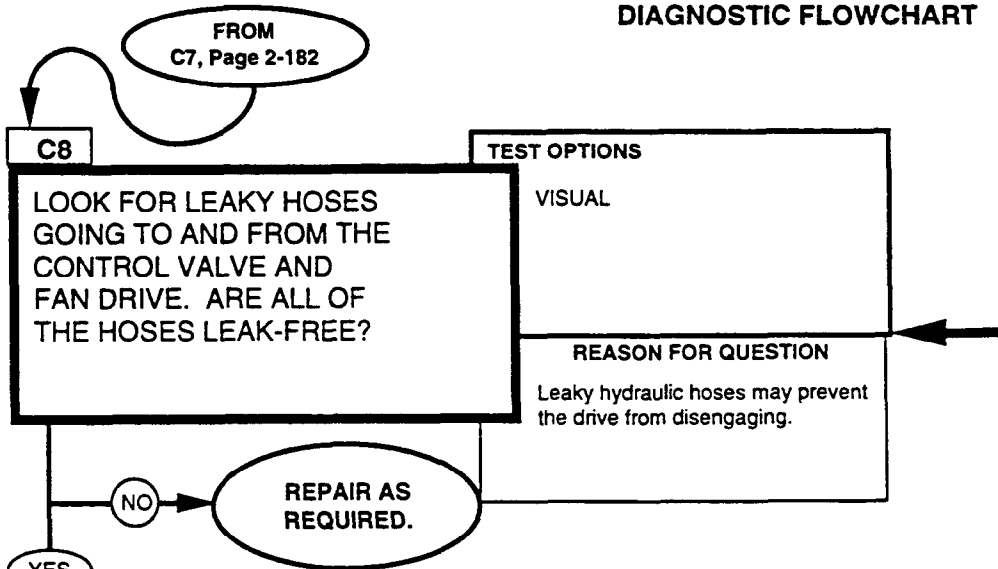 DIAGNOSTIC FLOWCHART
FROM
C7, Page 2-182
C8
LOOK FOR LEAKY HOSES
GOING TO AND FROM THE
CONTROL VALVE AND
FAN DRIVE. ARE ALL OF
THE HOSES LEAK-FREE?
TEST OPTIONS
VISUAL
REASON FOR QUESTION
Leaky hydraulic hoses may prevent
the drive from disengaging.
NO
REPAIR AS
REQUIRED.
YES